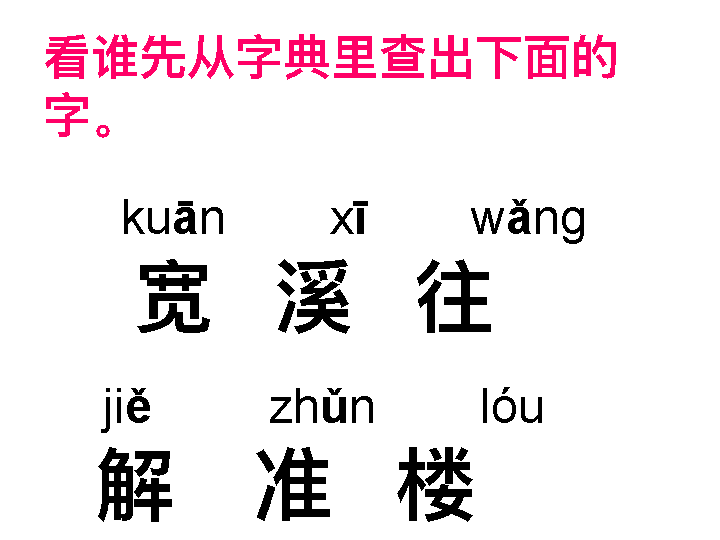 看谁先从字典里查出下面的
字。
kuān xī wǎng
宽 溪 往
jiě zhǔn lóu
解 准 楼